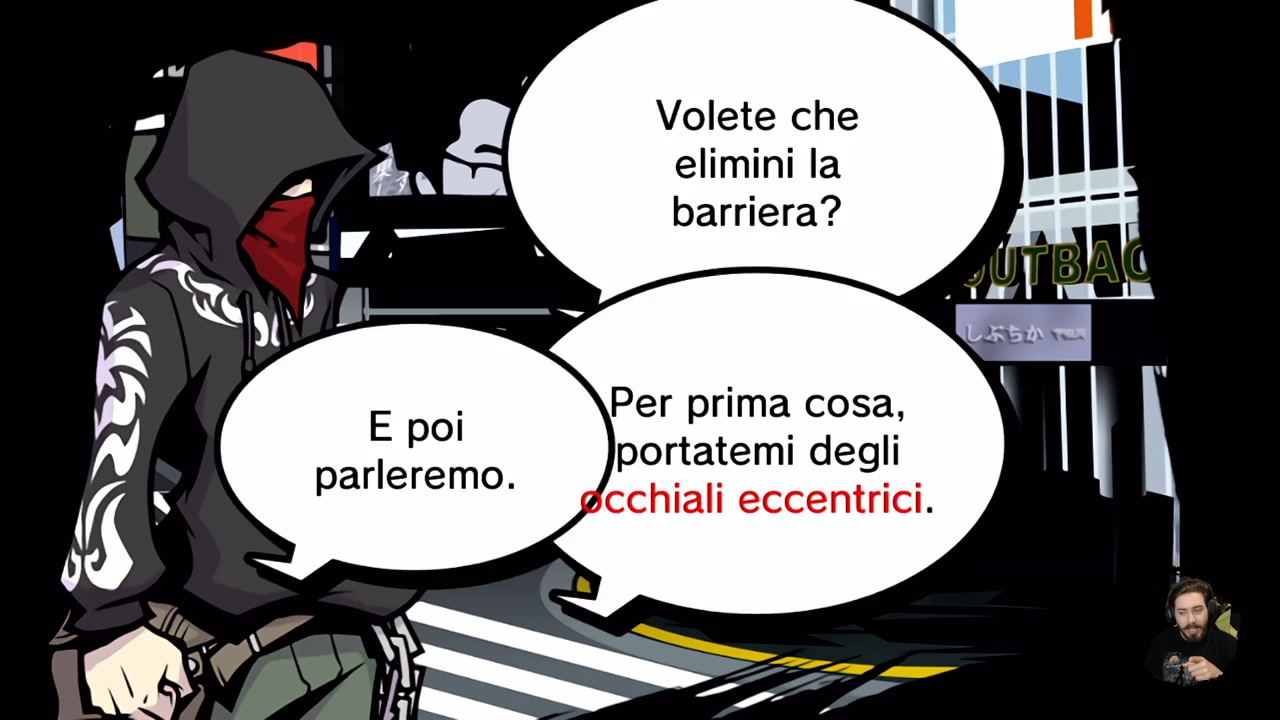 Volete che
elimini la
barriera?
Per prima cosa,
portatemi degli
occhiali eccentrici.
E poi
parleremo.
OUTBAC
しぶちか